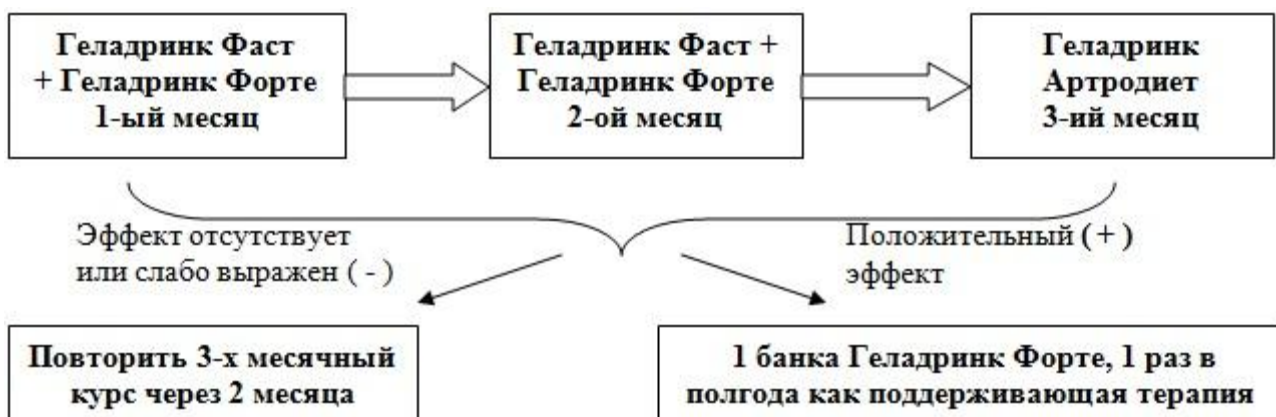 Геладринк Фаст
+ Геладринк Форте
1-ый месяц
Геладринк Фаст +
Геладринк Форте
2-ой месяц
Геладринк
Артродиет
3-ий месяц
Эффект отсутствует
или слабо выражен ( - )
Положительный ( + )
эффект
Повторить 3-х месячный
курс через 2 месяца
1 банка Геладринк Форте, 1 раз в
полгода как поддерживающая терапия